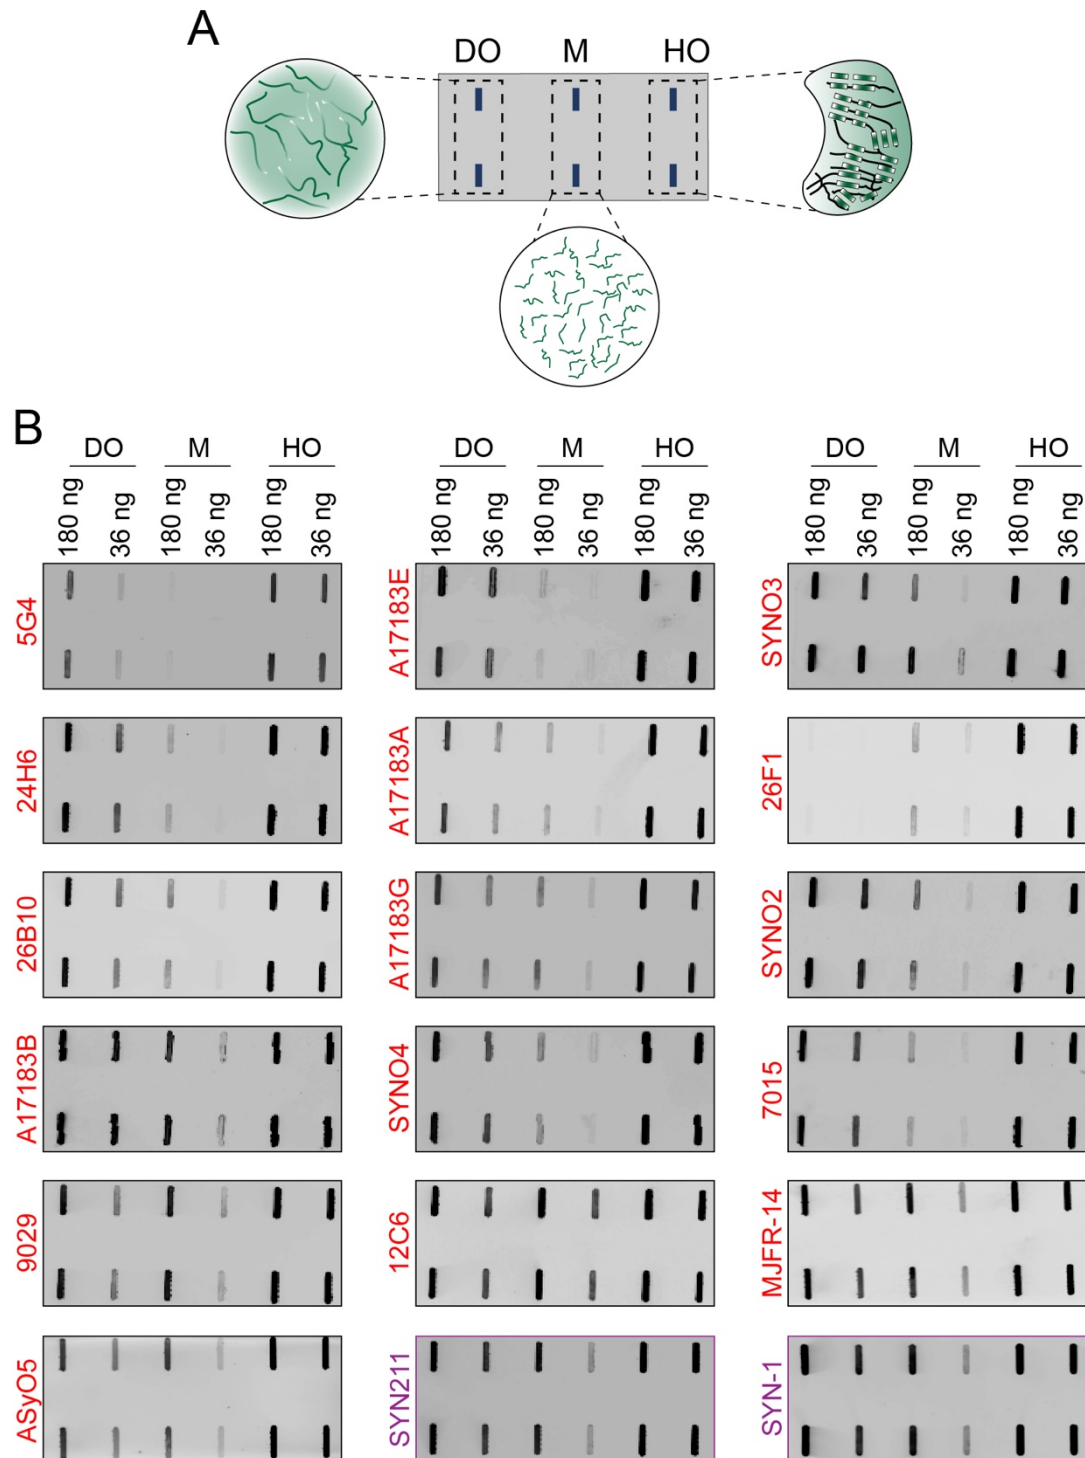 A
DO M HO
B
DO M HO DO M HO DO M HO
180 ng 36 ng 180 ng 36 ng 180 ng 36 ng 180 ng 36 ng 180 ng 36 ng 180 ng 36 ng 180 ng 36 ng 180 ng 36 ng 180 ng 36 ng
5G4 A17183E SYNO3
24H6 A17183A 26F1
26B10 A17183G SYNO2
A17183B SYNO4 7015
9029 12C6 MJFR-14
ASyO5 SYN211 SYN-1